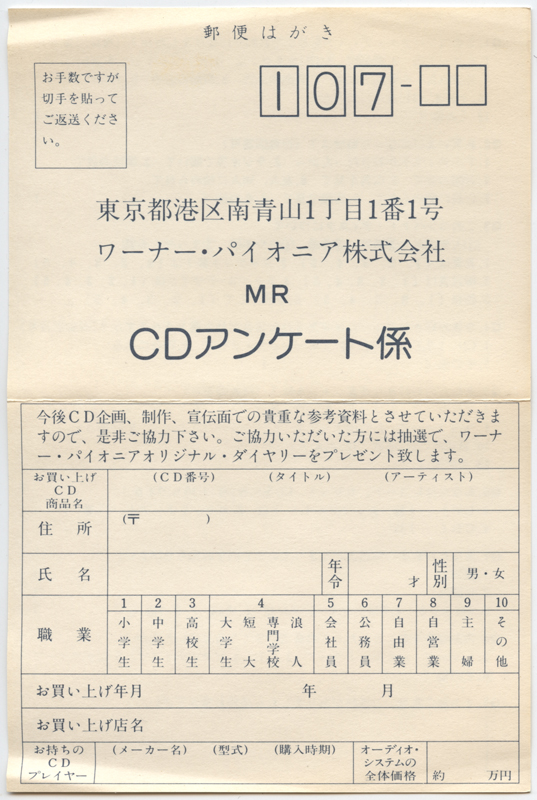 郵便はがき
お手数ですが
切手を貼って
ご返送くださ
い。
107-□□
東京都港区南青山1丁目1番1号
ワーナー・パイオニア株式会社
MR
CDアンケート係
今後CD企画、制作、宣伝面での貴重な参考資料とさせていただきま
すので、是非ご協力下さい。ご協力いただいた方には抽選で、ワーナ
ー・パイオニアオリジナル・ダイヤリーをプレゼント致します。
お買い上げ
CD
商品名
(CD番号) (タイトル) (アーティスト)
住所
(〒 )
氏名
年令
才
性別
男・女
職業
1 小学生
2 中学生
3 高校生
4 大学生 短大 専門学校 浪人
5 会社員
6 公務員
7 自由業
8 自営業
9 主婦
10 その他
お買い上げ年月 年 月
お買い上げ店名
お持ちの
CD
プレイヤー
(メーカー名) (型式) (購入時期)
オーディオ・
システムの
全体価格
約 万円